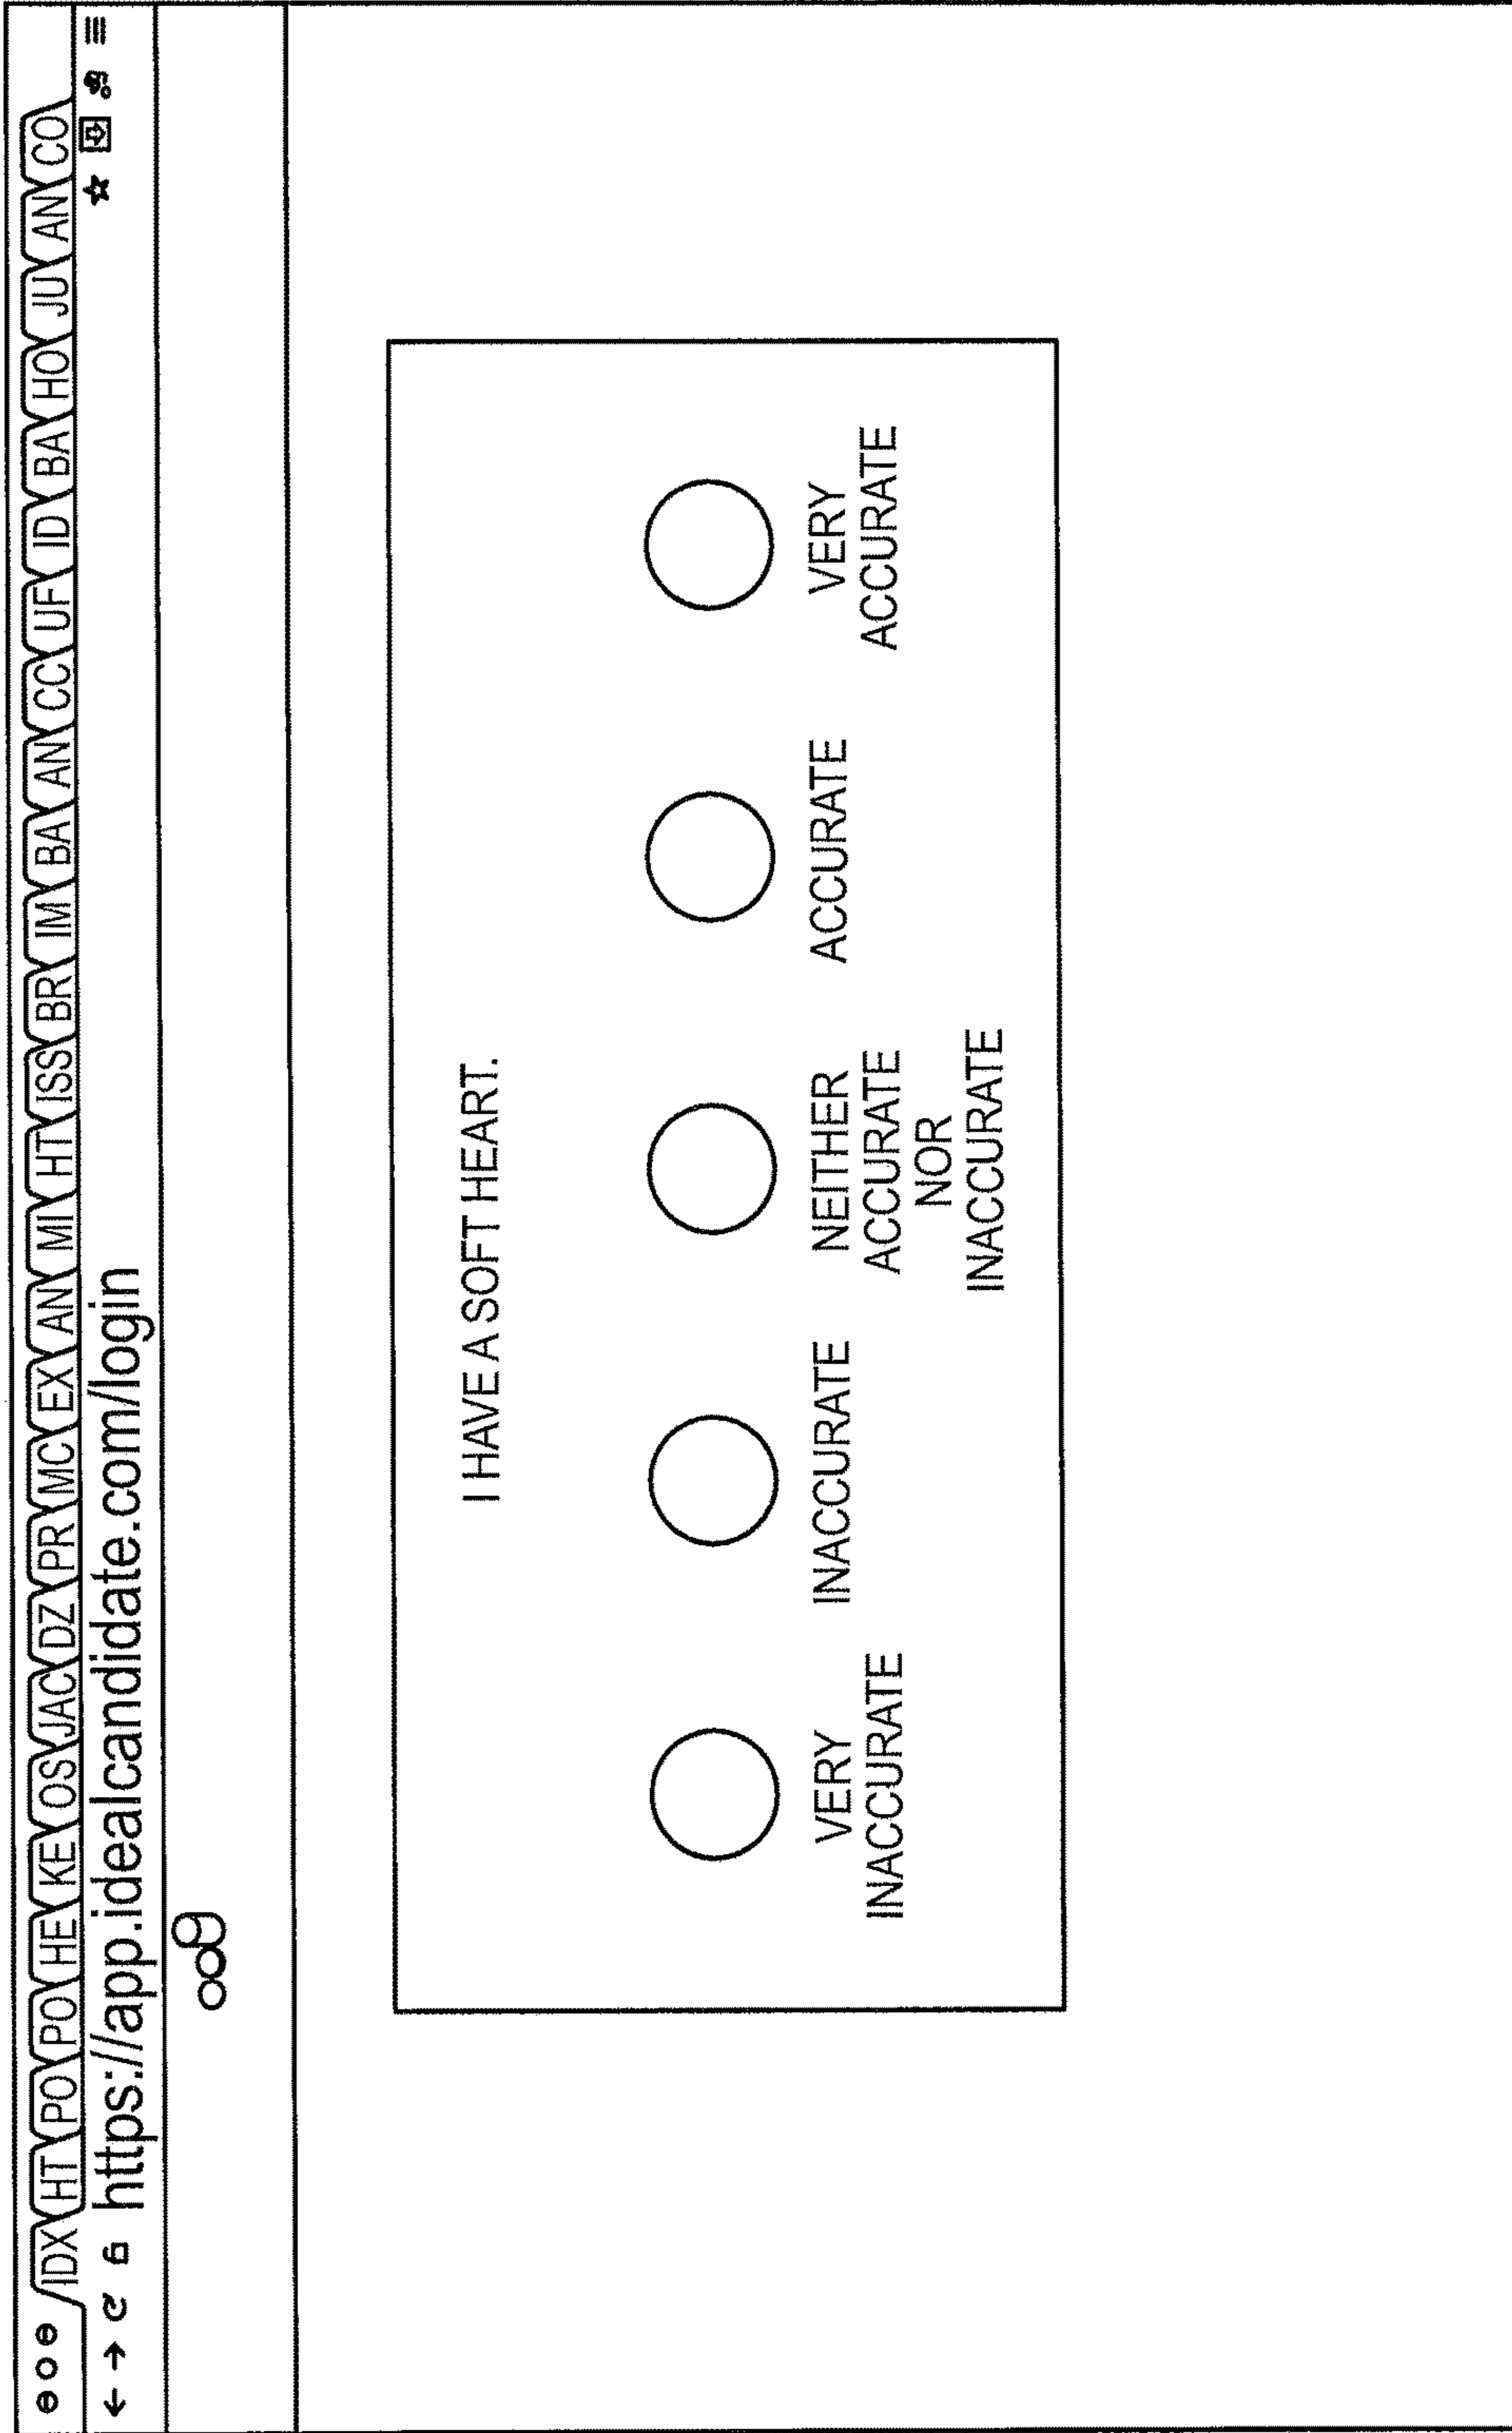 IDX HT PO PO HE KE OS JAC DZ PR MC EX AN MI HT ISS BR IM BA AN CC UF ID BA HO JU AN CO
https://app.idealcandidate.com/login
I HAVE A SOFT HEART.
VERY
INACCURATE
INACCURATE
NEITHER
ACCURATE
NOR
INACCURATE
ACCURATE
VERY
ACCURATE